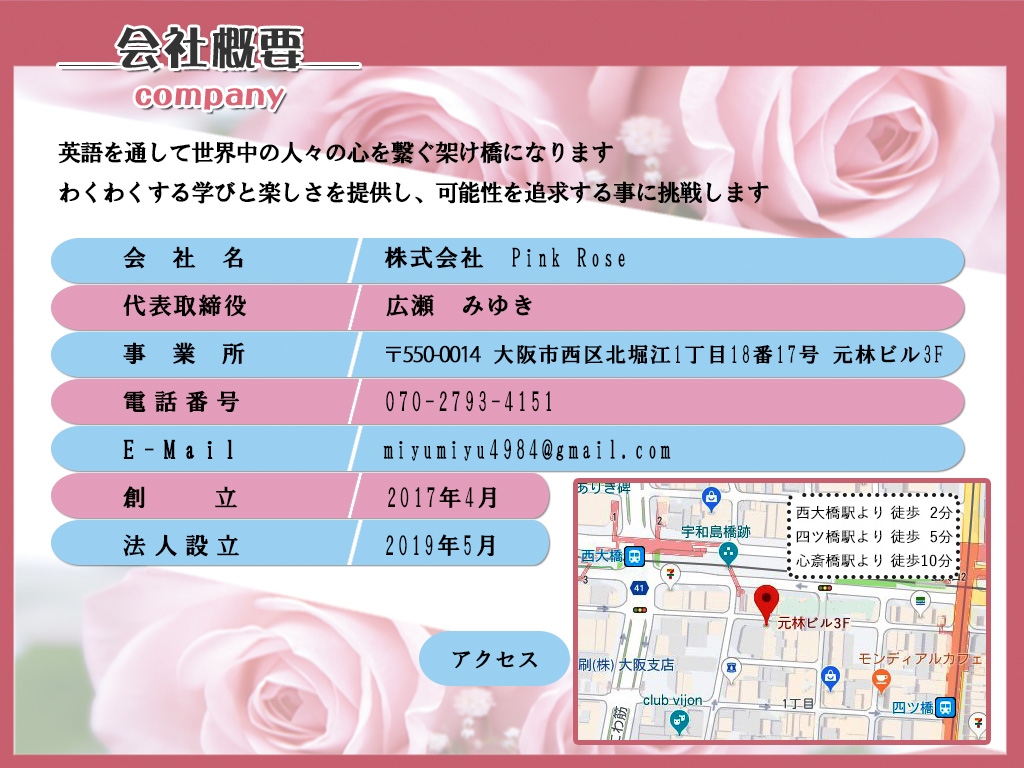 会社概要
company
英語を通して世界中の人々の心を繋ぐ架け橋になります
わくわくする学びと楽しさを提供し、可能性を追求する事に挑戦します
会社名 株式会社 Pink Rose
代表取締役 広瀬 みゆき
事業所 〒550-0014 大阪市西区北堀江1丁目18番17号 元林ビル3F
電話番号 070-2793-4151
E-Mail miyumiyu4984@gmail.com
創立 2017年4月
法人設立 2019年5月
アクセス
ありき碑
西大橋駅より 徒歩 2分
四ツ橋駅より 徒歩 5分
心斎橋駅より 徒歩10分
1
2
宇和島橋跡
西大橋
3
2
41
元林ビル3F
刷(株) 大阪支店
モンディアルカフェ
club vijon
1丁目
四ツ橋